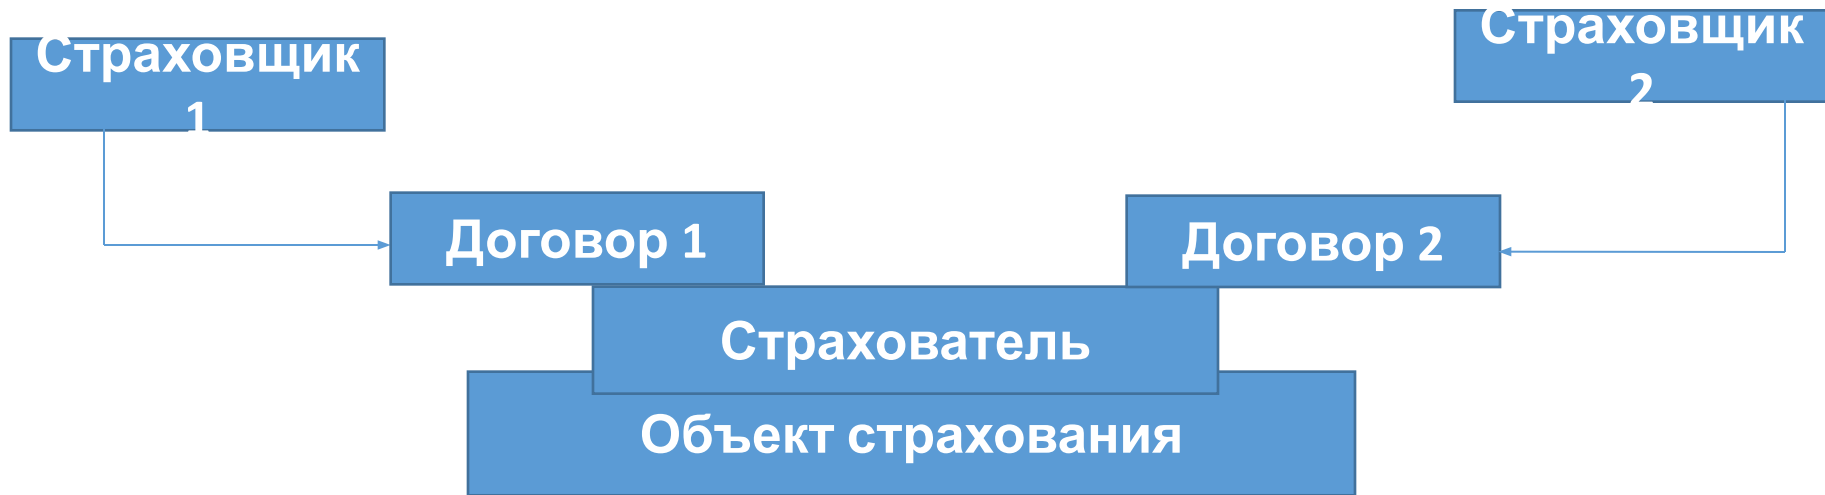 Страховщик
1
Страховщик
2
Договор 1
Договор 2
Страхователь
Объект страхования